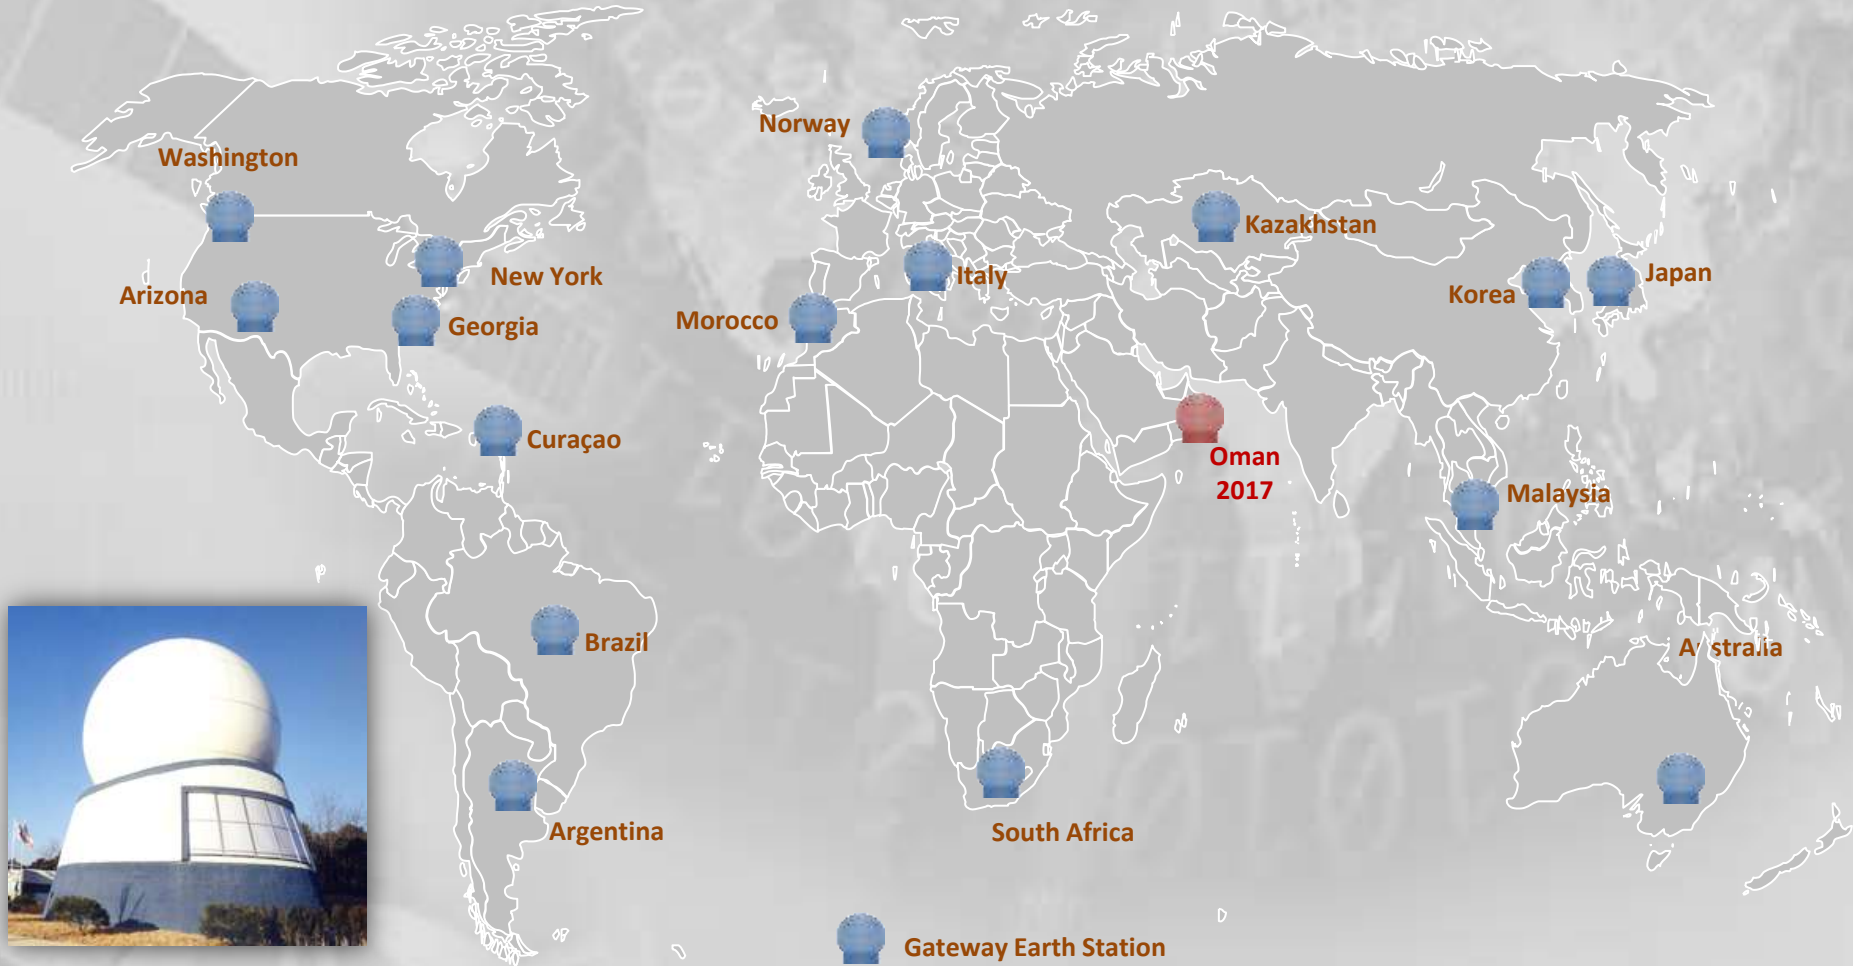 Norway
Washington
Kazakhstan
New York
Italy
Japan
Arizona
Korea
Morocco
Georgia
Curaçao
Oman
2017
Malaysia
Brazil
Australia
Argentina
South Africa
Gateway Earth Station